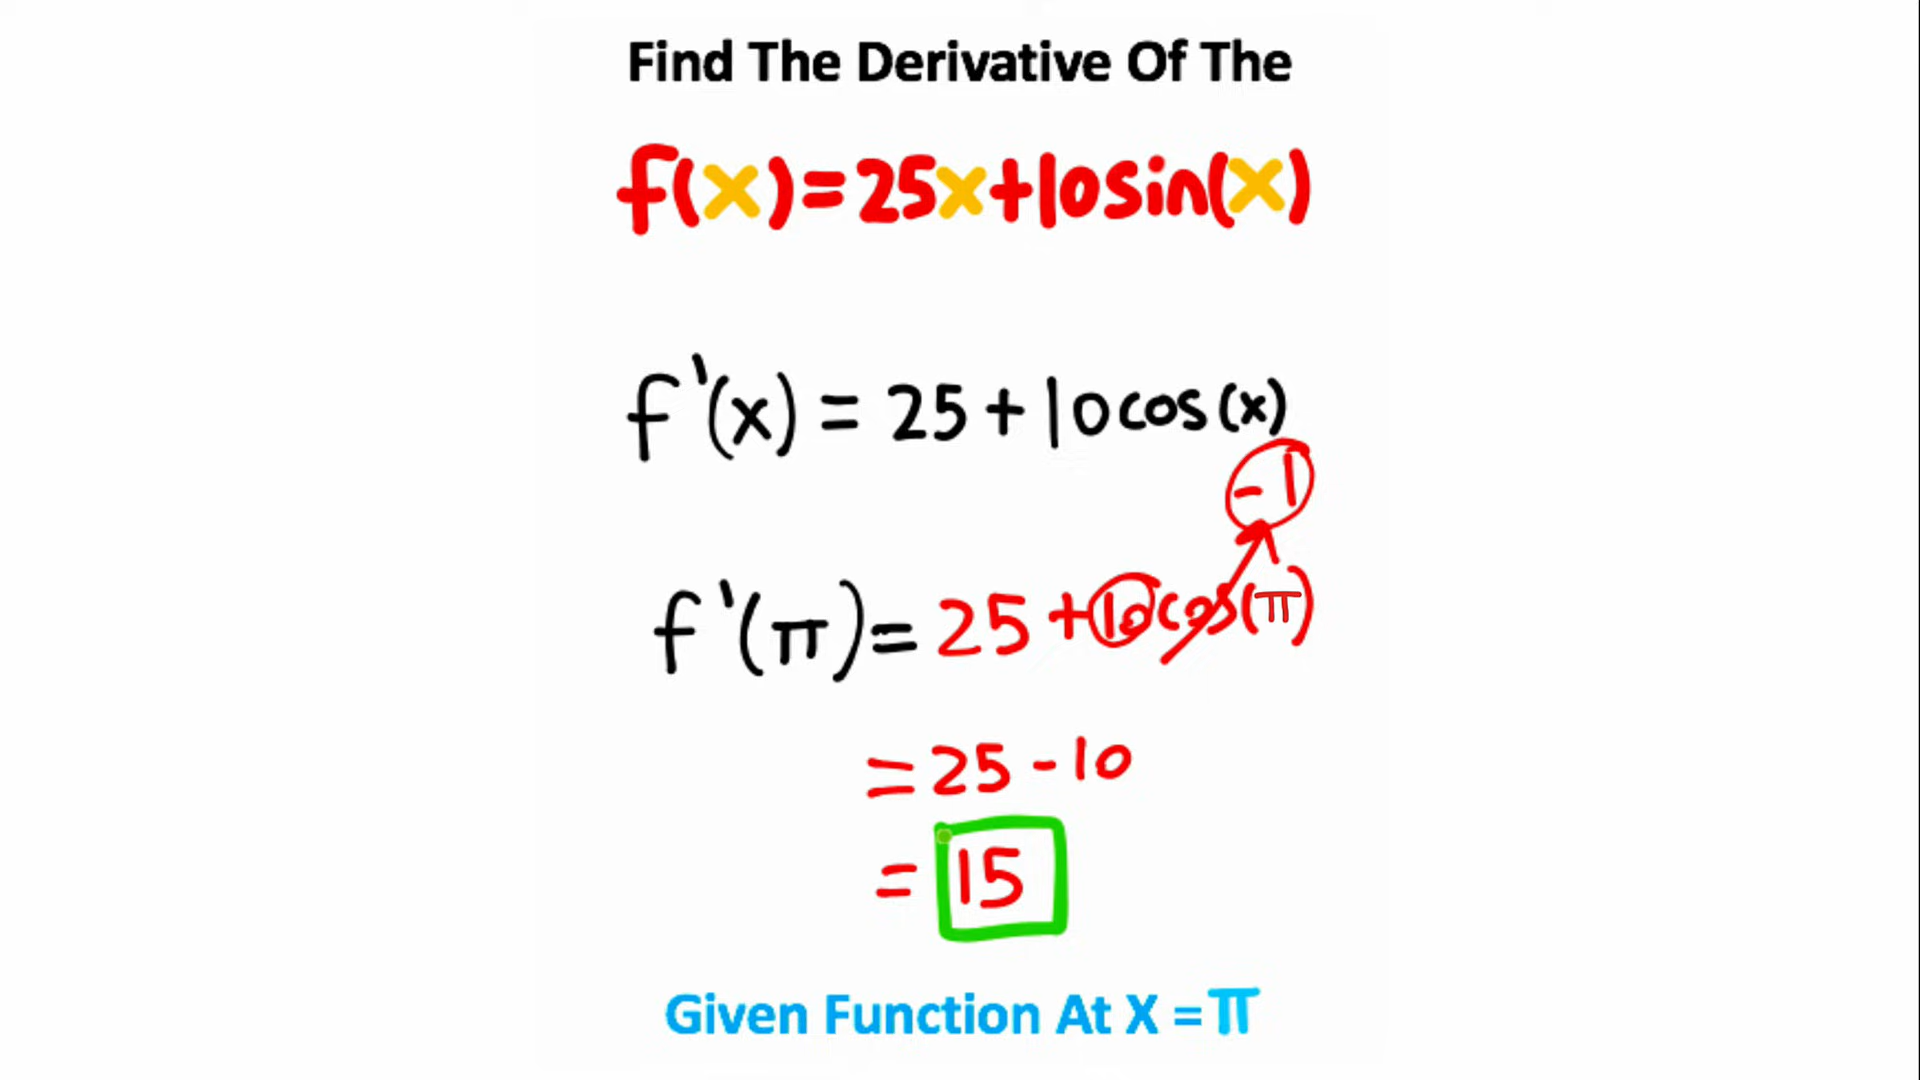 Find The Derivative Of The
f(x)=25x+10sin(x)
f'(x) = 25 + 10cos(x)
-1
f'(π) = 25 + 10cos(π)
= 25 - 10
= 15
Given Function At X = π